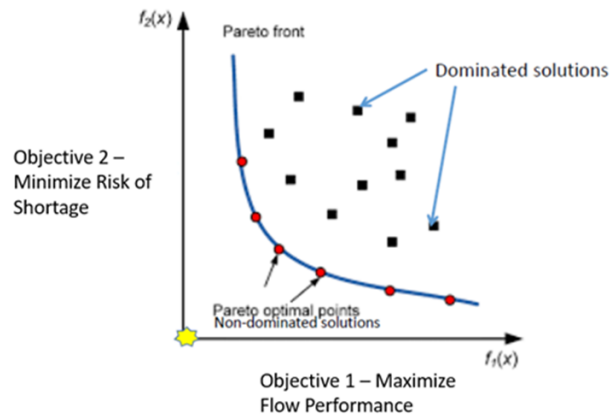 f₂(x)
Pareto front
Dominated solutions
Objective 2 –
Minimize Risk of
Shortage
Pareto optimal points
Non-dominated solutions
f₁(x)
Objective 1 – Maximize
Flow Performance